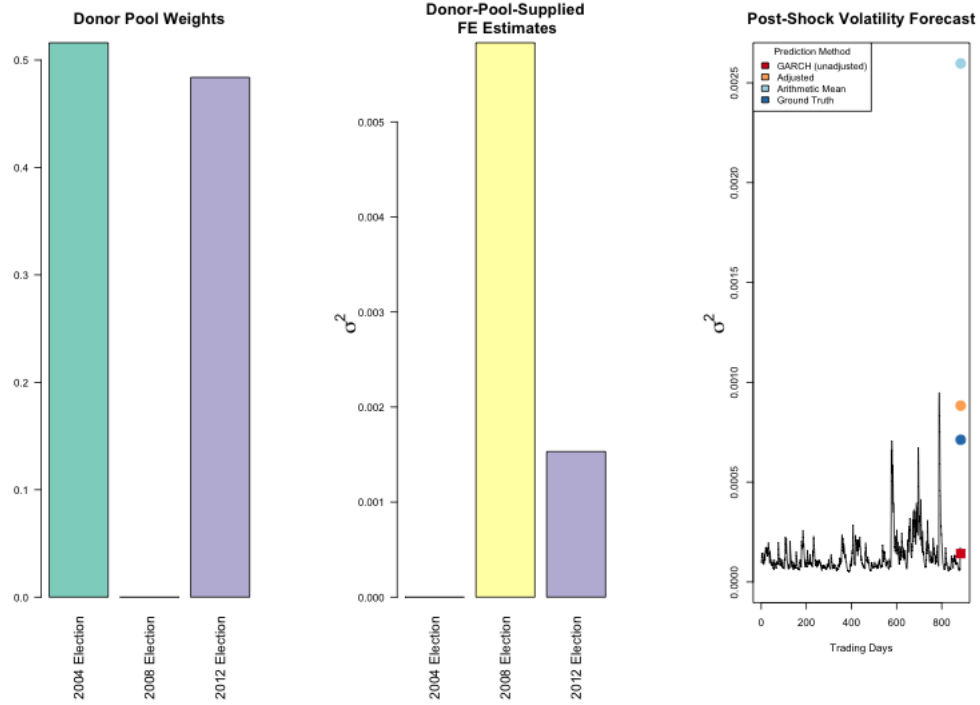 Donor Pool Weights
0.5
0.4
0.3
0.2
0.1
0.0
2004 Election
2008 Election
2012 Election
Donor-Pool-Supplied
FE Estimates
σ2
0.005
0.004
0.003
0.002
0.001
0.000
2004 Election
2008 Election
2012 Election
Post-Shock Volatility Forecast
Prediction Method
GARCH (unadjusted)
Adjusted
Arithmetic Mean
Ground Truth
σ2
0.0025
0.0020
0.0015
0.0010
0.0005
0.0000
0 200 400 600 800
Trading Days